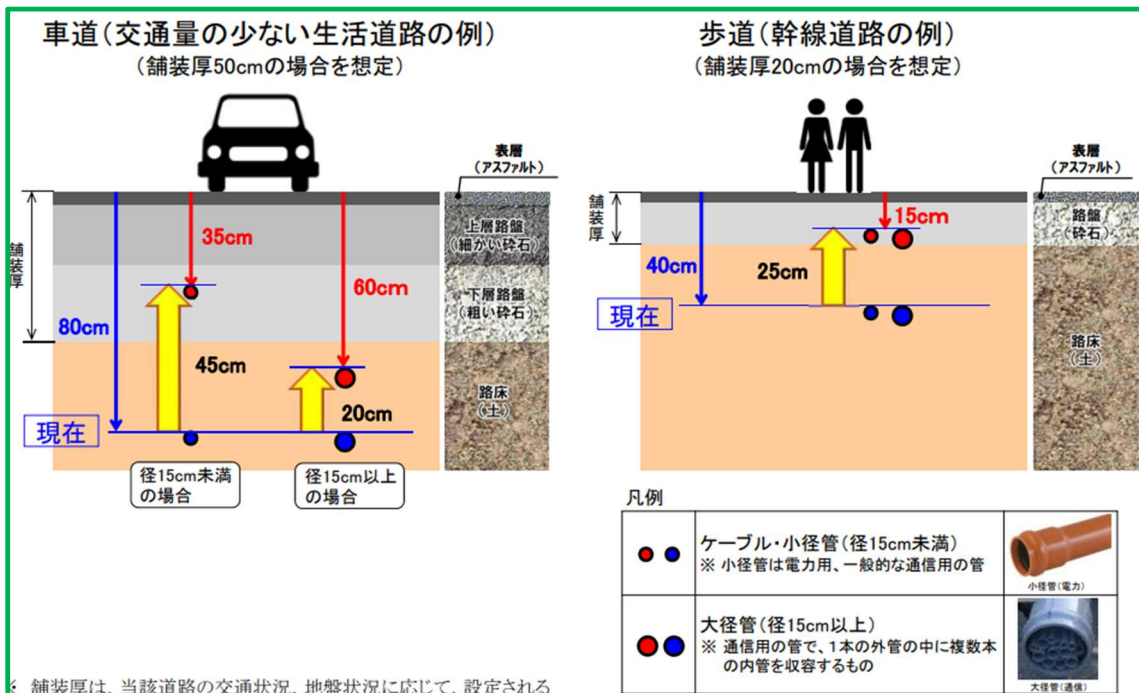 車道(交通量の少ない生活道路の例)
(舗装厚50cmの場合を想定)
表層
(アスファルト)
舗装厚
35cm
上層路盤
(細かい砕石)
60cm
下層路盤
(粗い砕石)
80cm
45cm
路床
(土)
20cm
現在
径15cm未満
の場合
径15cm以上
の場合
歩道(幹線道路の例)
(舗装厚20cmの場合を想定)
表層
(アスファルト)
舗装厚
15cm
路盤
(砕石)
40cm
25cm
現在
路床
(土)
凡例
ケーブル・小径管(径15cm未満)
※ 小径管は電力用、一般的な通信用の管
小径管(電力)
大径管(径15cm以上)
※ 通信用の管で、1本の外管の中に複数本
の内管を収容するもの
大径管(通信)
※ 舗装厚は、当該道路の交通状況、地盤状況に応じて、設定される